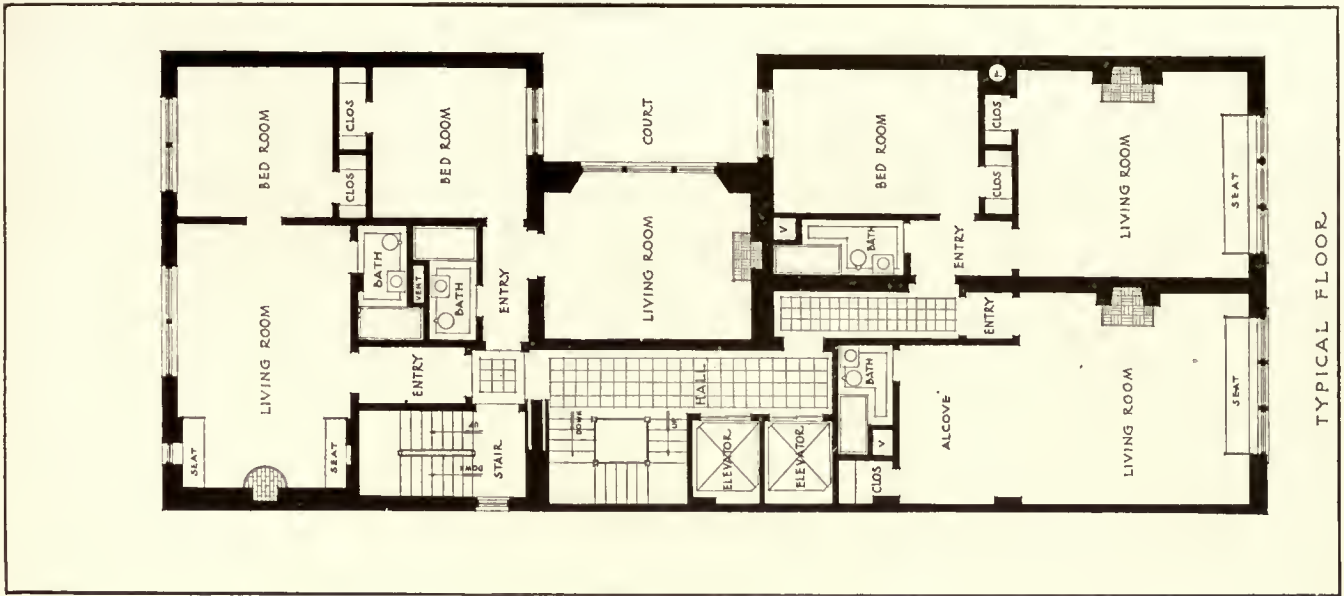 BED ROOM
CLOS
CLOS
BED ROOM
COURT
BED ROOM
CLOS
CLOS
LIVING ROOM
SEAT
LIVING ROOM
BATH
VENT.
BATH
ENTRY
LIVING ROOM
V
BATH
ENTRY
ENTRY
ENTRY
STAIR
UP
DOWN
HALL
DOWN
UP
ELEVATOR
ELEVATOR
BATH
V
CLOS
ALCOVE
LIVING ROOM
SEAT
SEAT
SEAT
TYPICAL FLOOR